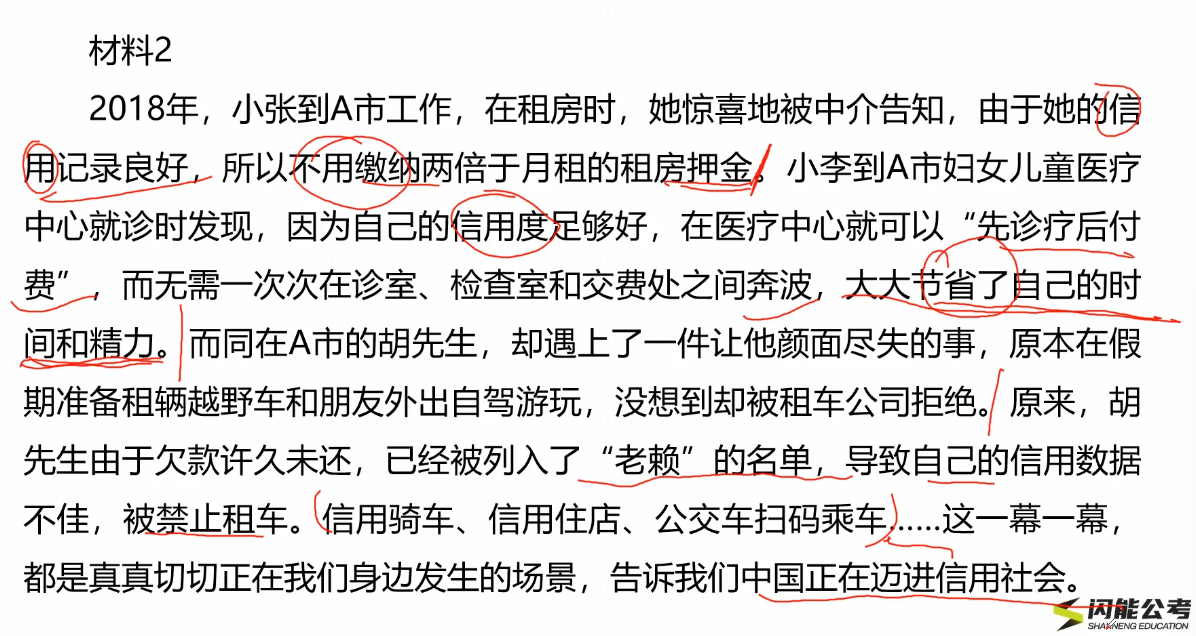 材料2
2018年，小张到A市工作，在租房时，她惊喜地被中介告知，由于她的信
用记录良好，所以不用缴纳两倍于月租的租房押金。小李到A市妇女儿童医疗
中心就诊时发现，因为自己的信用度足够好，在医疗中心就可以“先诊疗后付
费”，而无需一次次在诊室、检查室和交费处之间奔波，大大节省了自己的时
间和精力。而同在A市的胡先生，却遇上了一件让他颜面尽失的事，原本在假
期准备租辆越野车和朋友外出自驾游玩，没想到却被租车公司拒绝。原来，胡
先生由于欠款许久未还，已经被列入了“老赖”的名单，导致自己的信用数据
不佳，被禁止租车。信用骑车、信用住店、公交车扫码乘车……这一幕一幕，
都是真真切切正在我们身边发生的场景，告诉我们中国正在迈进信用社会。
闪能公考
SHANNENG EDUCATION